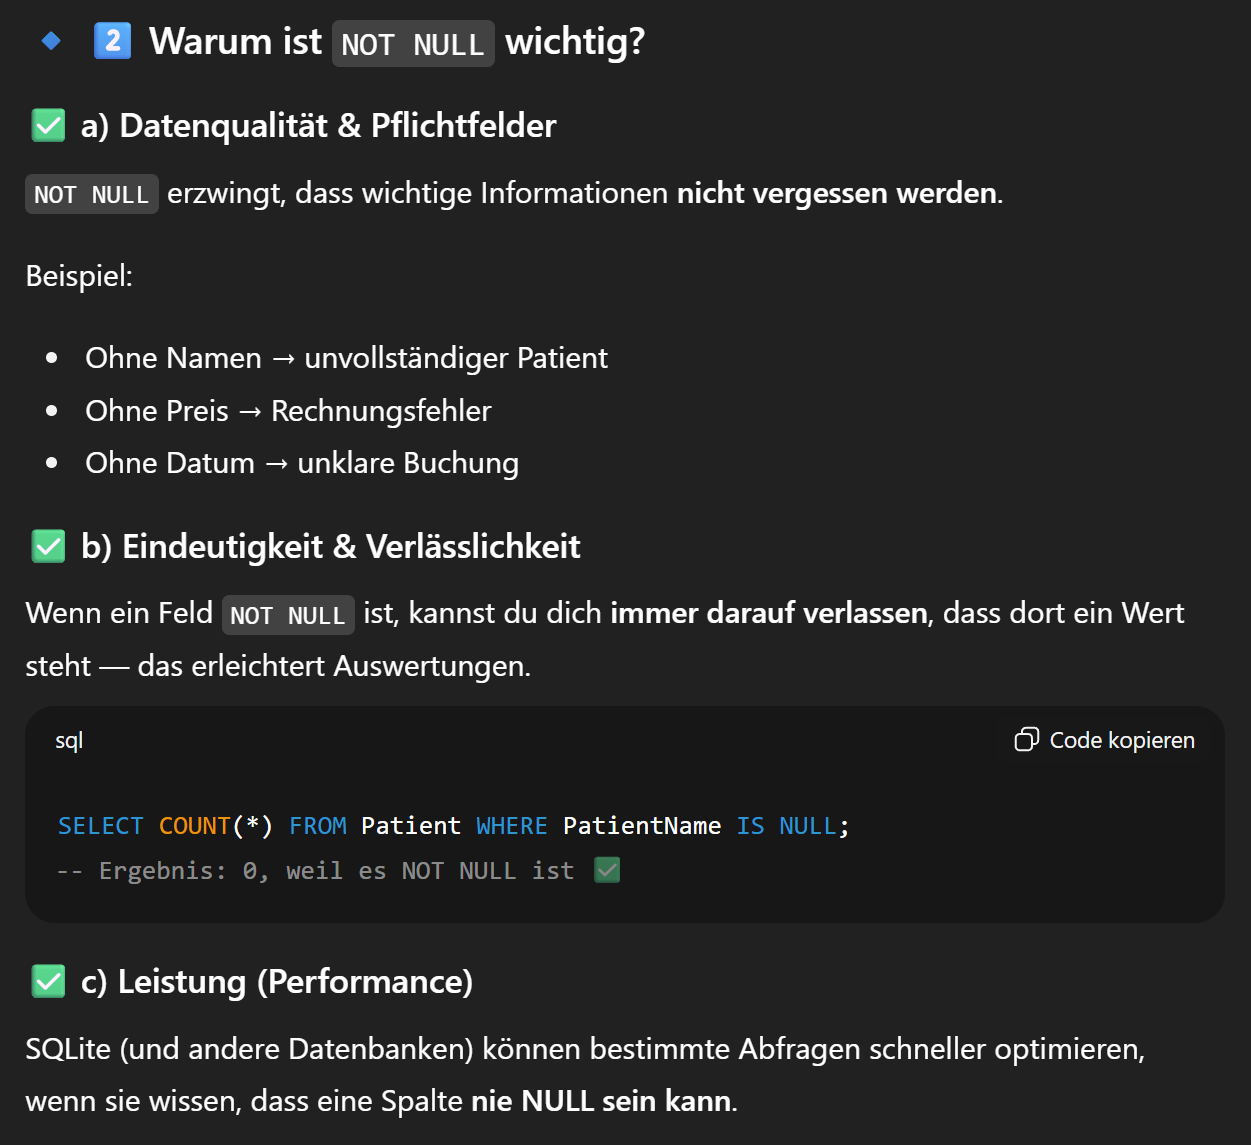 🔹 2️⃣ Warum ist NOT NULL wichtig?
✅ a) Datenqualität & Pflichtfelder
NOT NULL erzwingt, dass wichtige Informationen nicht vergessen werden.
Beispiel:
• Ohne Namen → unvollständiger Patient
• Ohne Preis → Rechnungsfehler
• Ohne Datum → unklare Buchung
✅ b) Eindeutigkeit & Verlässlichkeit
Wenn ein Feld NOT NULL ist, kannst du dich immer darauf verlassen, dass dort ein Wert
steht — das erleichtert Auswertungen.
sql Code kopieren
SELECT COUNT(*) FROM Patient WHERE PatientName IS NULL;
-- Ergebnis: 0, weil es NOT NULL ist ✅
✅ c) Leistung (Performance)
SQLite (und andere Datenbanken) können bestimmte Abfragen schneller optimieren,
wenn sie wissen, dass eine Spalte nie NULL sein kann.